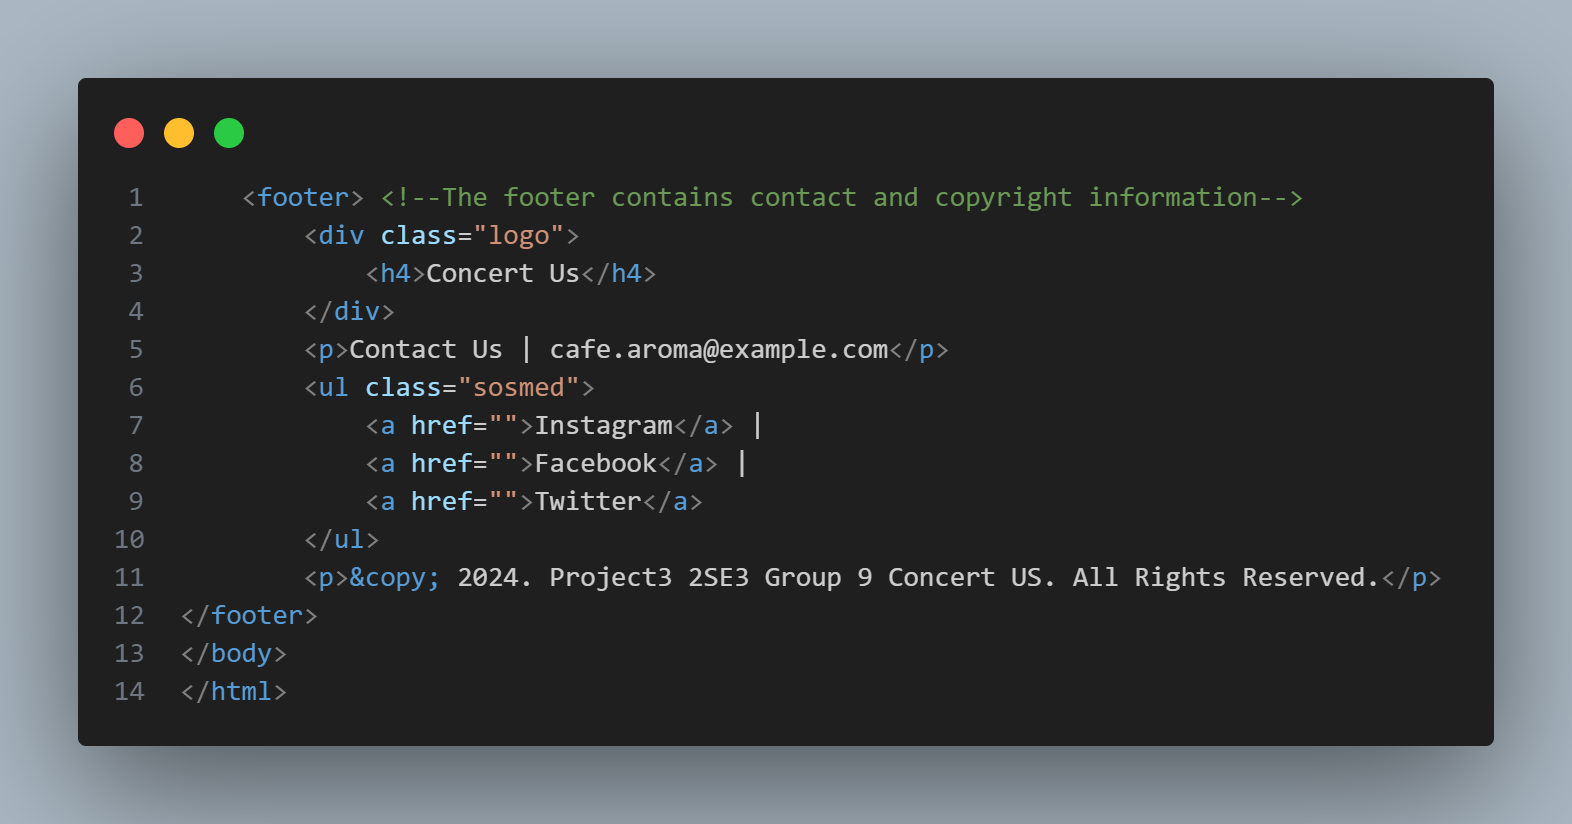 1 <footer> <!--The footer contains contact and copyright information-->
2 <div class="logo">
3 <h4>Concert Us</h4>
4 </div>
5 <p>Contact Us | cafe.aroma@example.com</p>
6 <ul class="sosmed">
7 <a href="">Instagram</a> |
8 <a href="">Facebook</a> |
9 <a href="">Twitter</a>
10 </ul>
11 <p>&copy; 2024. Project3 2SE3 Group 9 Concert US. All Rights Reserved.</p>
12 </footer>
13 </body>
14 </html>